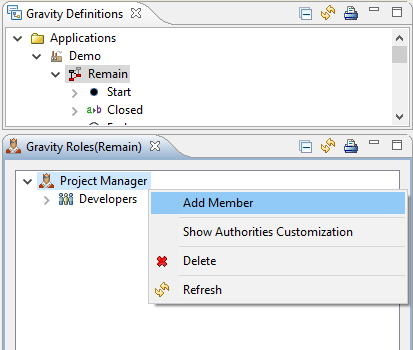 Gravity Definitions
Applications
Demo
Remain
Start
a▸b Closed
Gravity Roles(Remain)
Project Manager
Developers
Add Member
Show Authorities Customization
Delete
Refresh